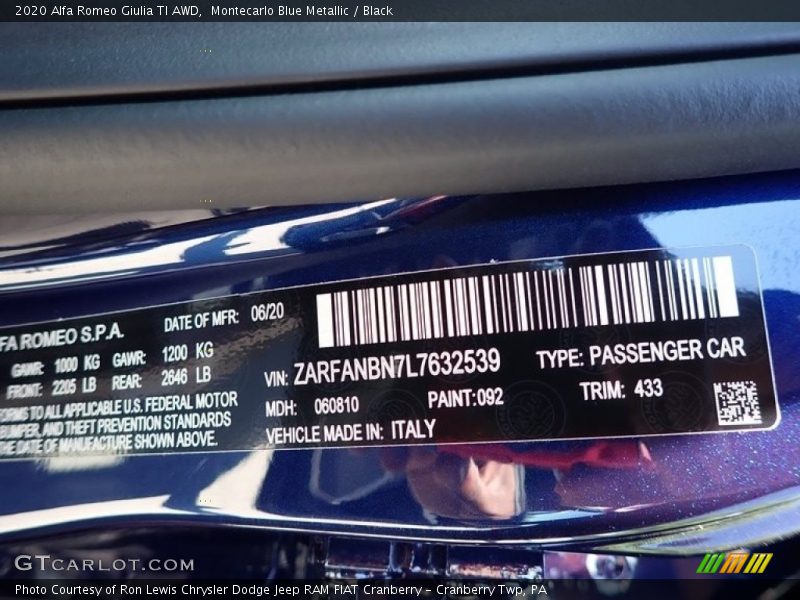 2020 Alfa Romeo Giulia TI AWD,  Montecarlo Blue Metallic / Black
FA ROMEO S.P.A.
DATE OF MFR: 06/20
GAWR: 1000 KG GAWR: 1200 KG
FRONT: 2205 LB REAR: 2646 LB
ORMS TO ALL APPLICABLE U.S. FEDERAL MOTOR
BUMPER, AND THEFT PREVENTION STANDARDS
THE DATE OF MANUFACTURE SHOWN ABOVE.
VIN: ZARFANBN7L7632539 TYPE: PASSENGER CAR
MDH: 060810 PAINT:092 TRIM: 433
VEHICLE MADE IN: ITALY
GTCARLOT.COM
Photo Courtesy of Ron Lewis Chrysler Dodge Jeep RAM FIAT Cranberry - Cranberry Twp, PA